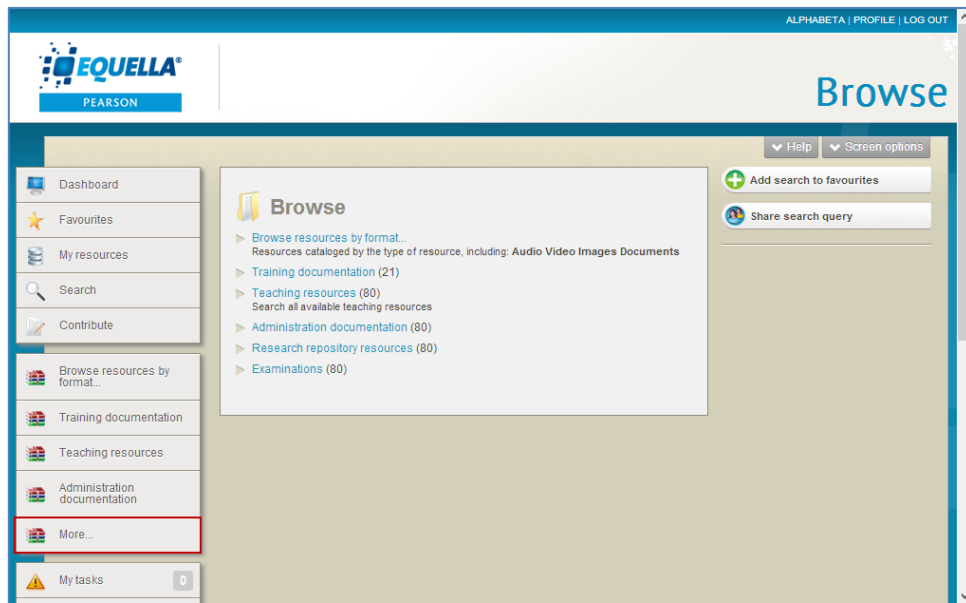 ALPHABETA | PROFILE | LOG OUT
EQUELLA®
PEARSON
Browse
Help
Screen options
Dashboard
Favourites
My resources
Search
Contribute
Browse resources by
format...
Training documentation
Teaching resources
Administration
documentation
More...
My tasks 0
Browse
Browse resources by format...
Resources cataloged by the type of resource, including: Audio Video Images Documents
Training documentation (21)
Teaching resources (80)
Search all available teaching resources
Administration documentation (80)
Research repository resources (80)
Examinations (80)
Add search to favourites
Share search query